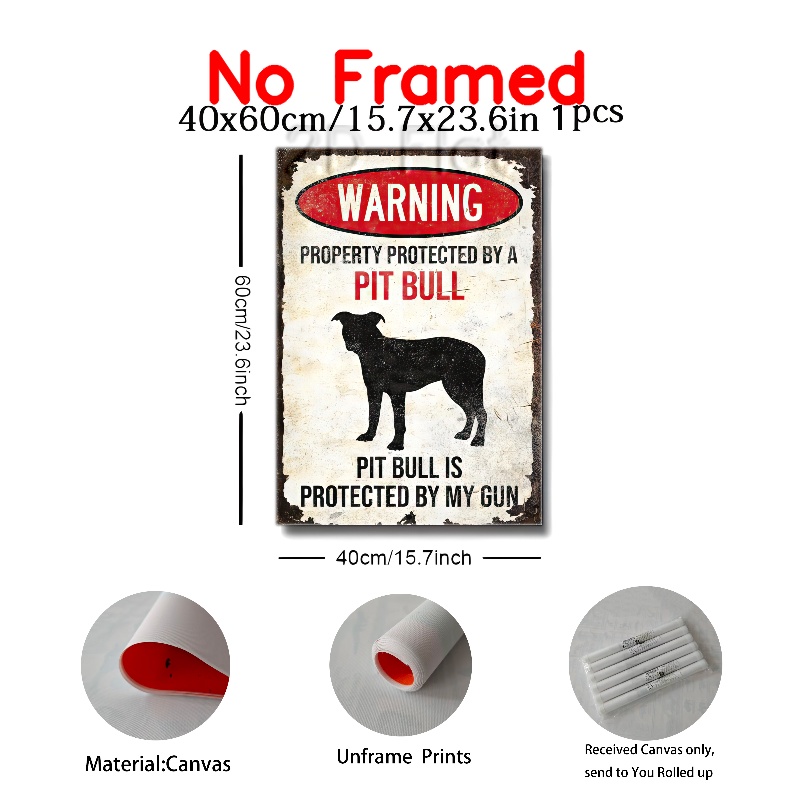 No Framed
40x60cm/15.7x23.6in 1pcs
2D Flat
WARNING
PROPERTY PROTECTED BY A
PIT BULL
PIT BULL IS
PROTECTED BY MY GUN
60cm/23.6inch
40cm/15.7inch
Material:Canvas
Unframe Prints
Received Canvas only,
send to You Rolled up